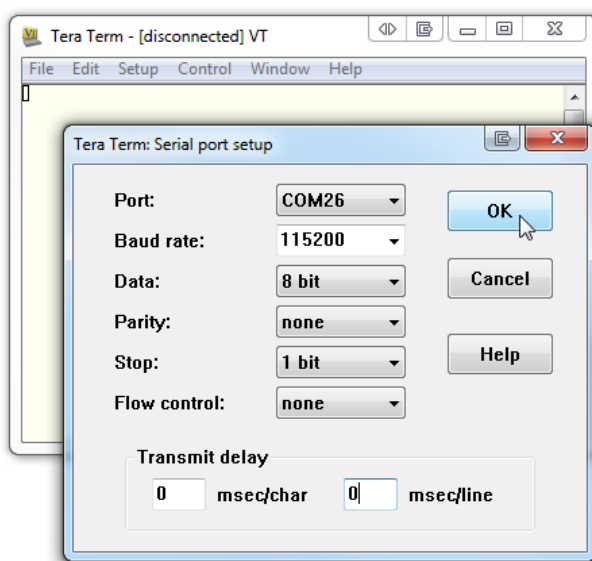 Tera Term - [disconnected] VT
File Edit Setup Control Window Help
Tera Term: Serial port setup
Port: COM26 OK
Baud rate: 115200
Data: 8 bit Cancel
Parity: none
Stop: 1 bit Help
Flow control: none
Transmit delay
0 msec/char 0 msec/line